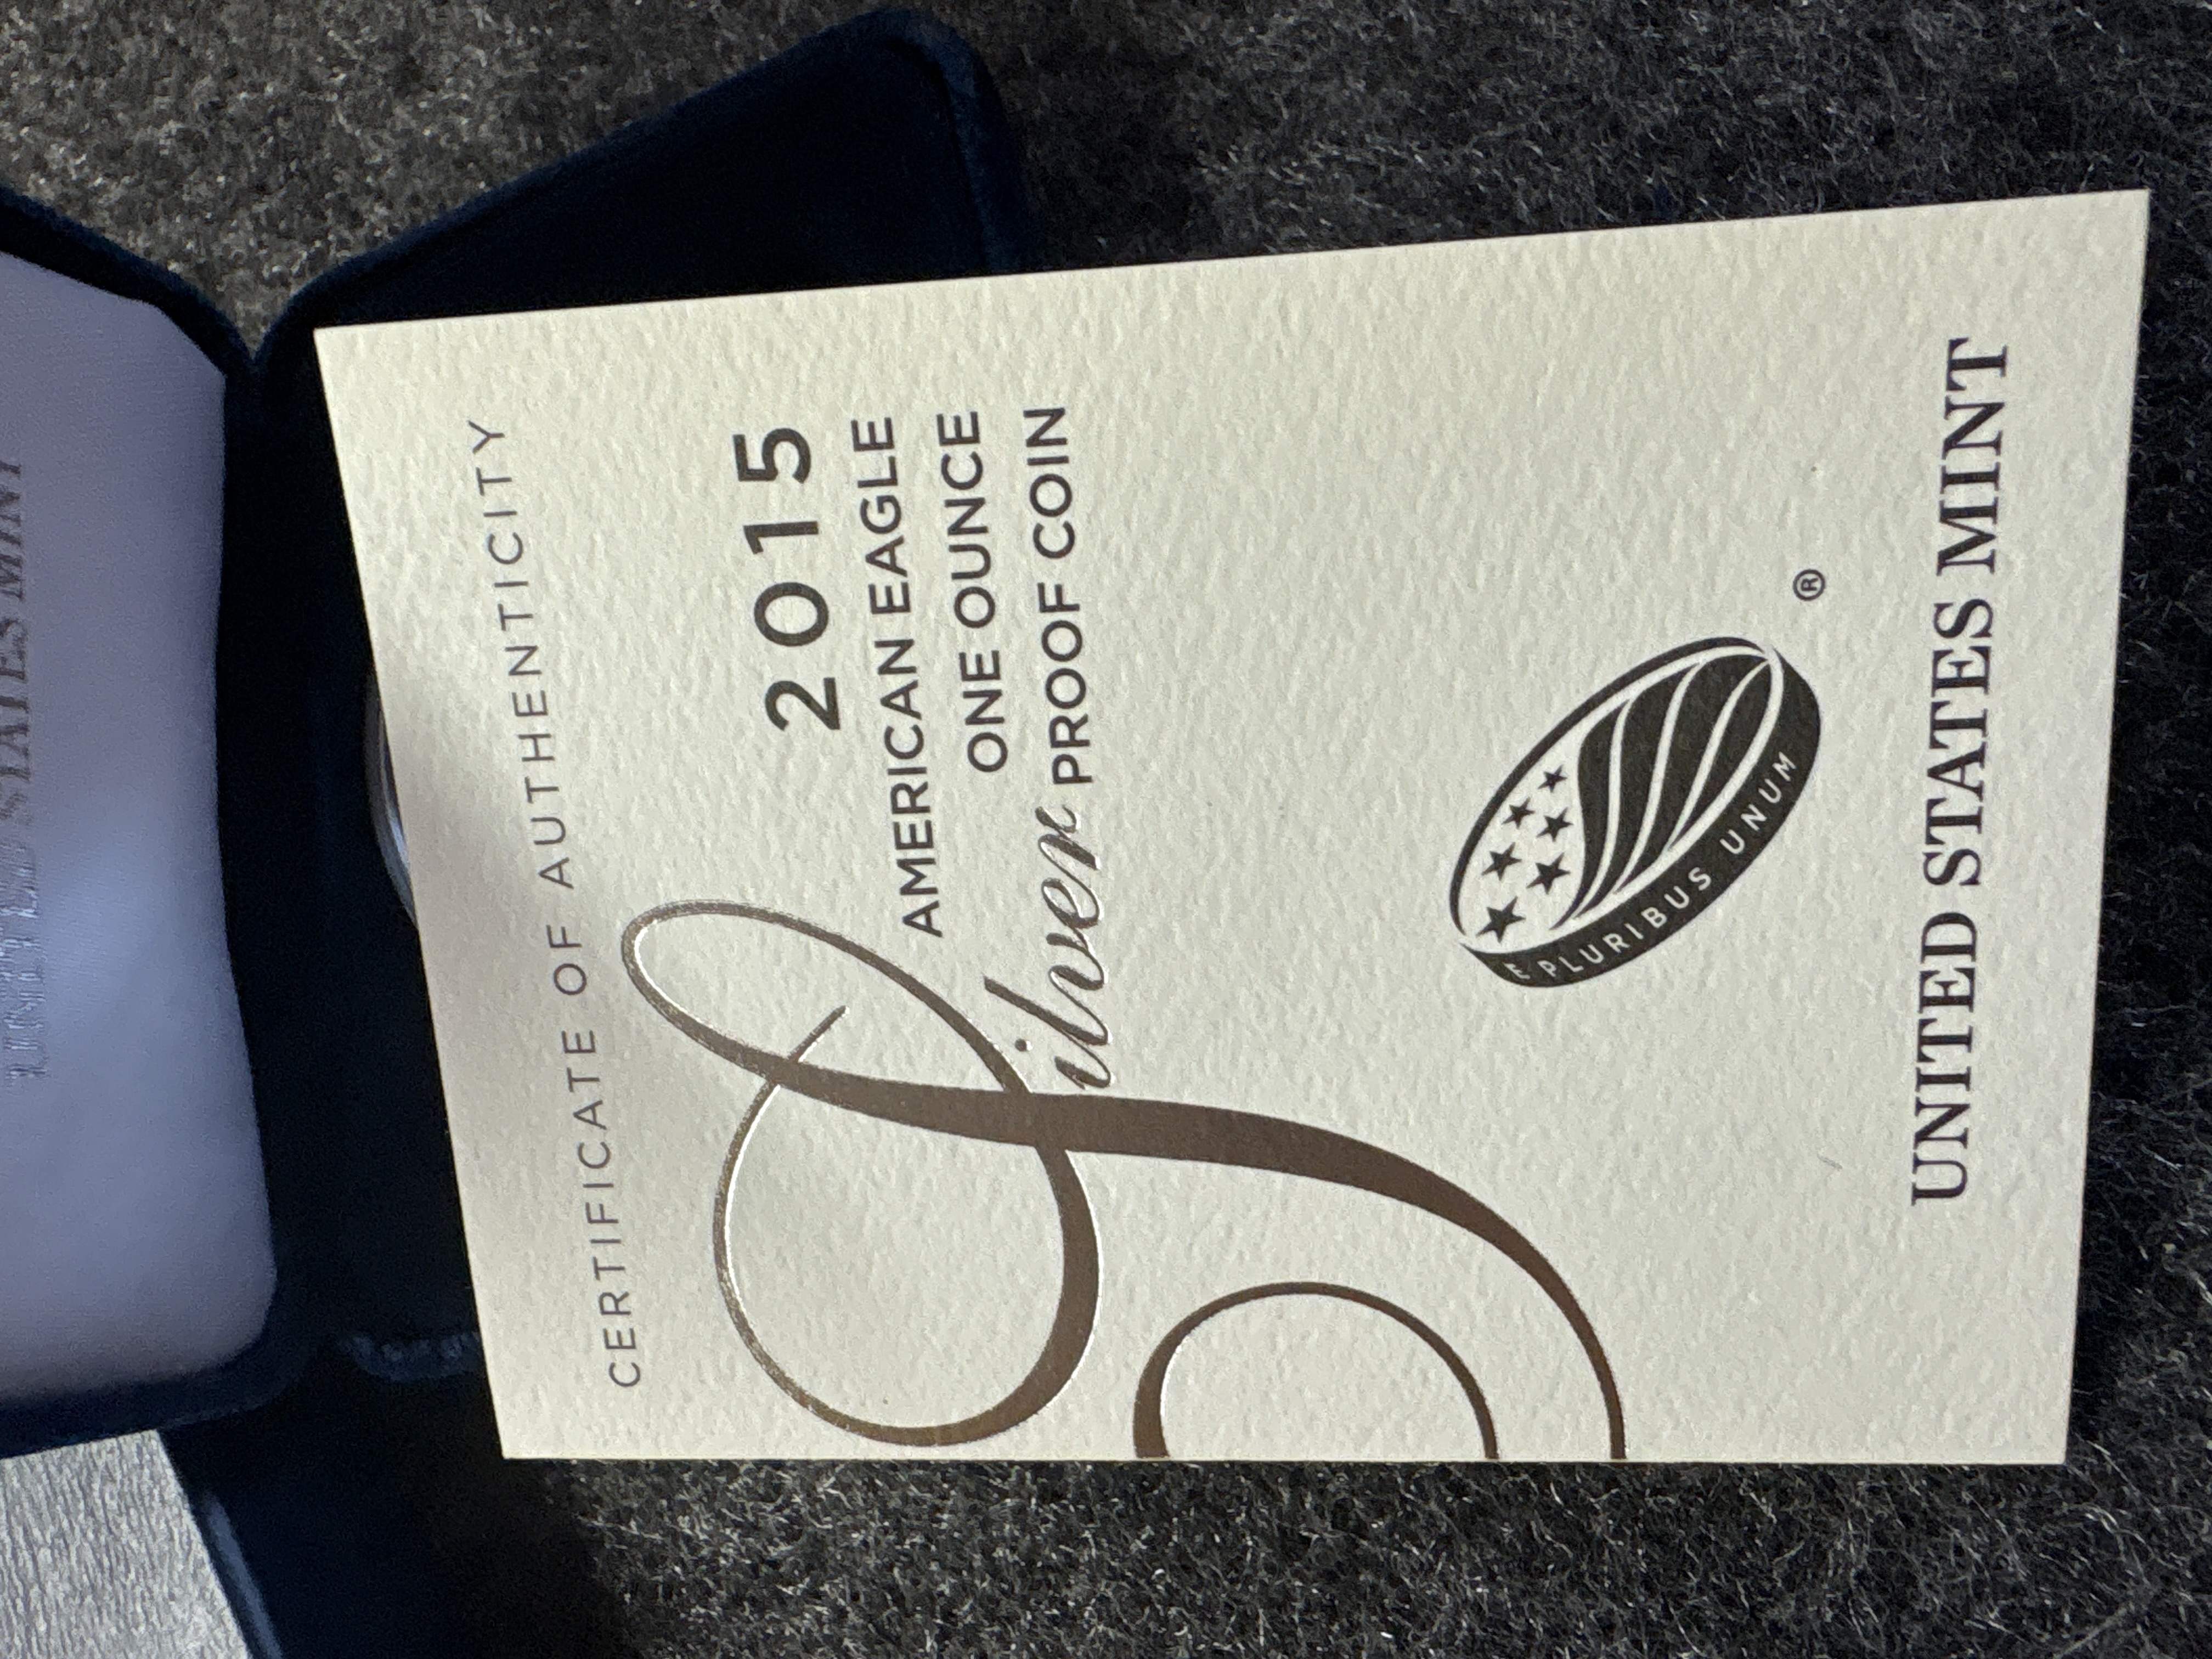 UNITED STATES MINT
CERTIFICATE OF AUTHENTICITY
2015
AMERICAN EAGLE
ONE OUNCE
Silver PROOF COIN
E PLURIBUS UNUM
®
UNITED STATES MINT